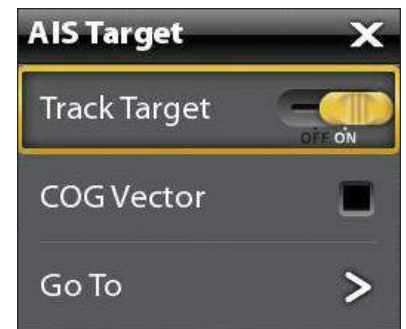 AIS Target X
Track Target
OFF ON
COG Vector
Go To >